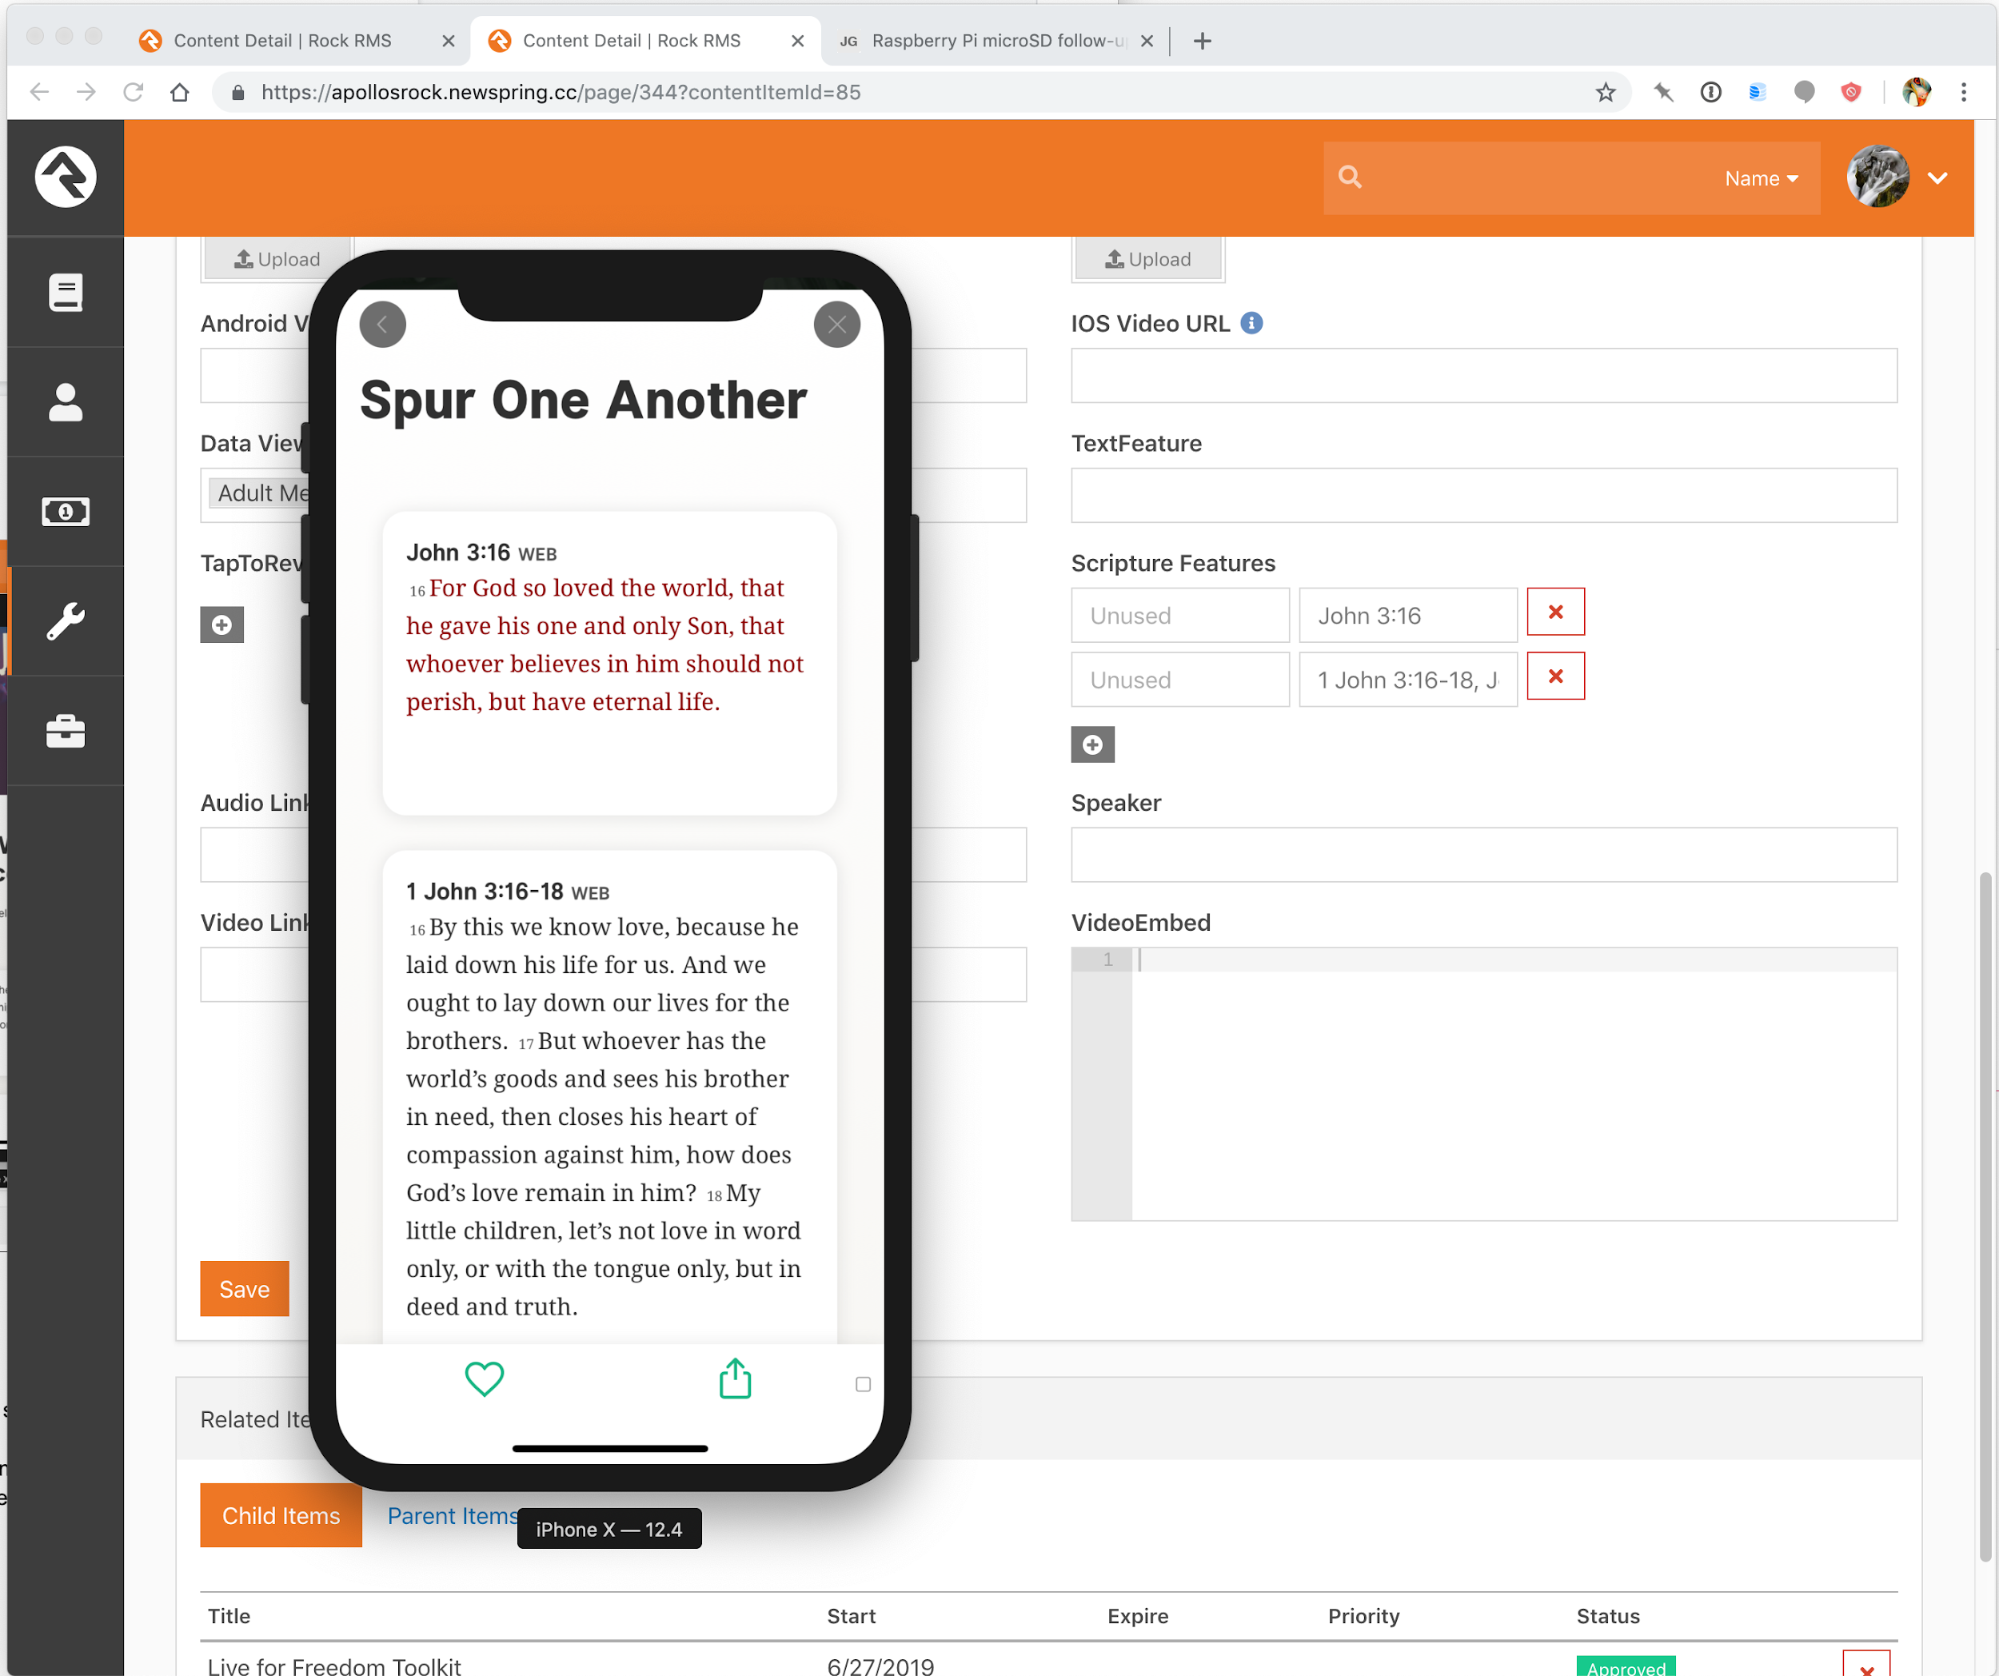 Content Detail | Rock RMS
Content Detail | Rock RMS
JG Raspberry Pi microSD follow-u
https://apollosrock.newspring.cc/page/344?contentItemId=85
Name
Upload
Upload
Android V
IOS Video URL
Data View
TextFeature
Adult Me
TapToRev
Scripture Features
Unused
John 3:16
Unused
1 John 3:16-18, J
Audio Link
Speaker
Video Link
VideoEmbed
1
Save
Spur One Another
John 3:16 WEB
16 For God so loved the world, that
he gave his one and only Son, that
whoever believes in him should not
perish, but have eternal life.
1 John 3:16-18 WEB
16 By this we know love, because he
laid down his life for us. And we
ought to lay down our lives for the
brothers. 17 But whoever has the
world’s goods and sees his brother
in need, then closes his heart of
compassion against him, how does
God’s love remain in him? 18 My
little children, let’s not love in word
only, or with the tongue only, but in
deed and truth.
Related Ite
Child Items
Parent Items
iPhone X — 12.4
Title Start Expire Priority Status
Live for Freedom Toolkit 6/27/2019 Approved